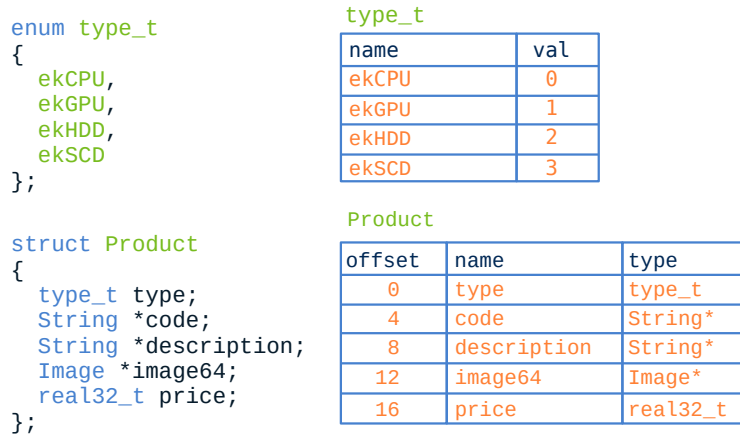 enum type_t
{
ekCPU,
ekGPU,
ekHDD,
ekSCD
};
type_t
name val
ekCPU 0
ekGPU 1
ekHDD 2
ekSCD 3
struct Product
{
type_t type;
String *code;
String *description;
Image *image64;
real32_t price;
};
Product
offset name type
0 type type_t
4 code String*
8 description String*
12 image64 Image*
16 price real32_t